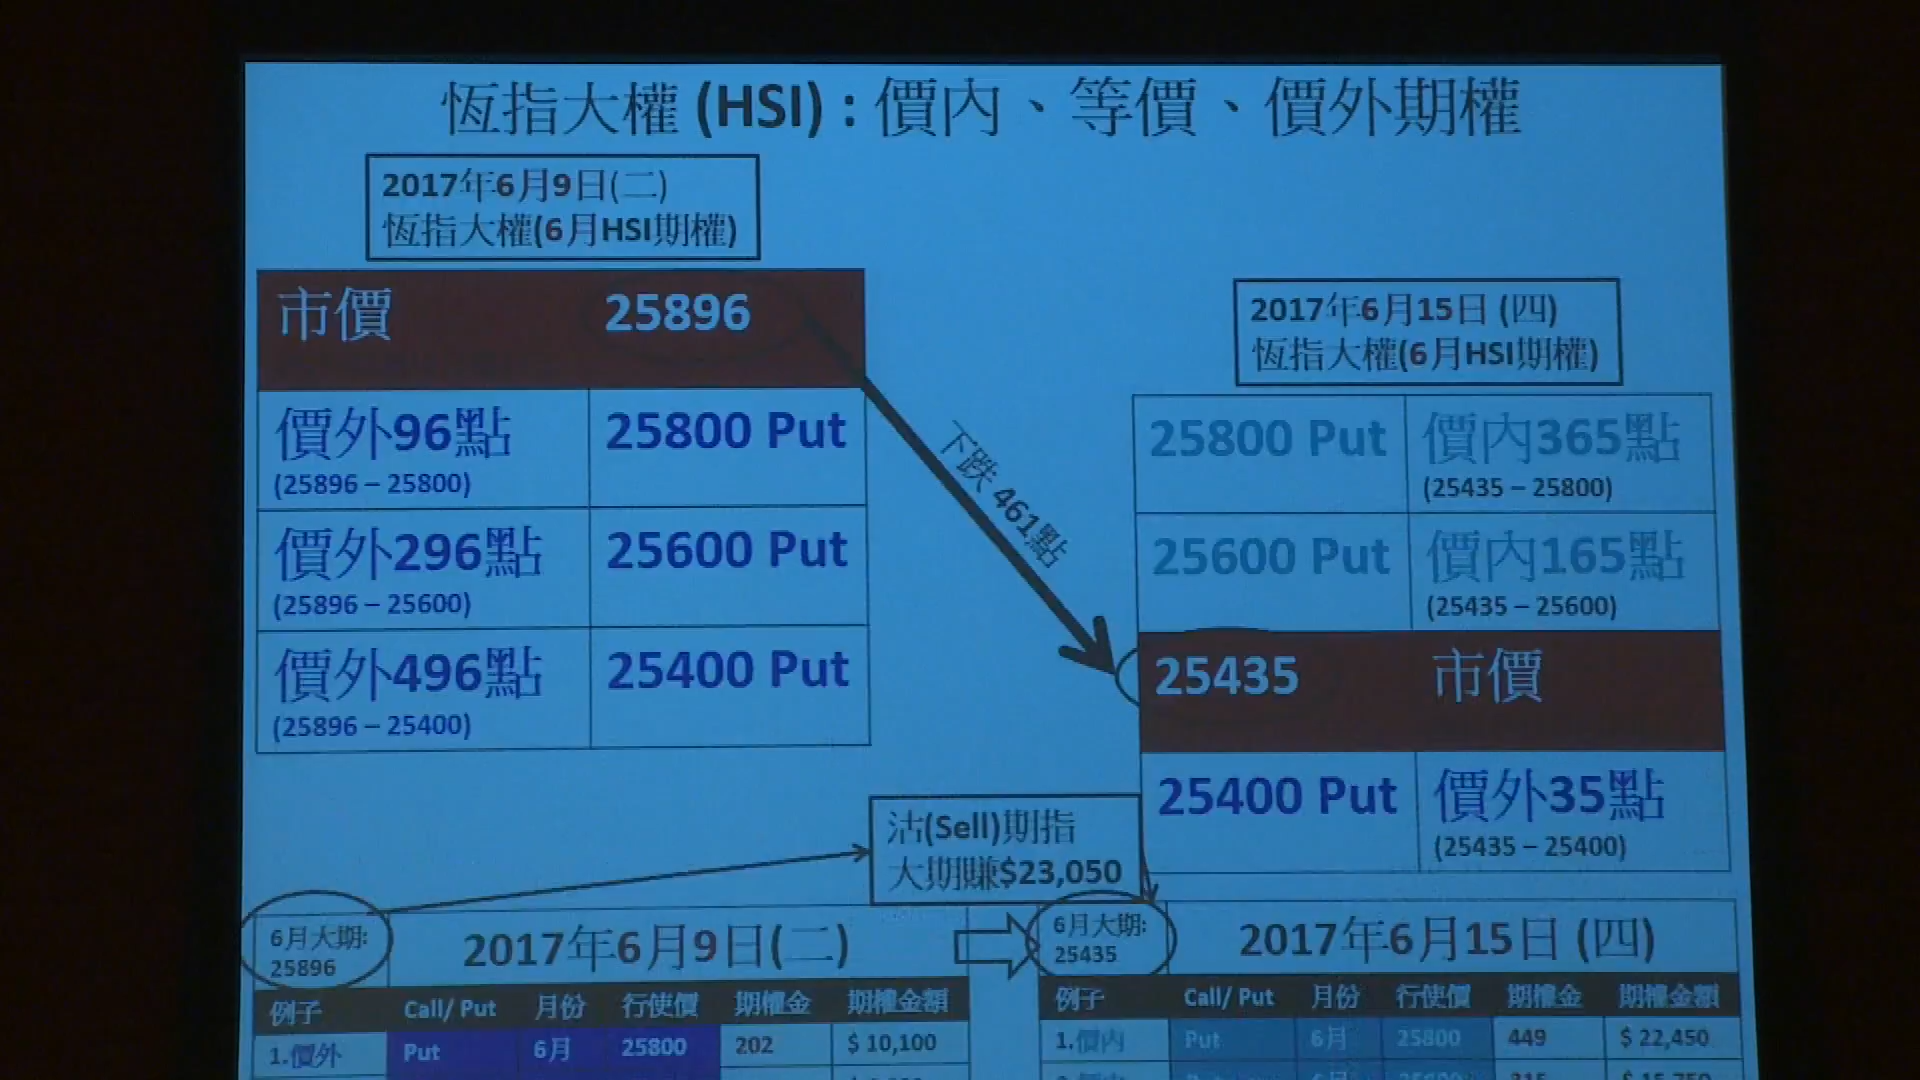 恆指大權 (HSI) : 價內、等價、價外期權
2017年6月9日(二)
恆指大權(6月HSI期權)
市價 25896
價外96點 25800 Put
(25896 – 25800)
價外296點 25600 Put
(25896 – 25600)
價外496點 25400 Put
(25896 – 25400)
下跌 461點
2017年6月15日 (四)
恆指大權(6月HSI期權)
25800 Put 價內365點
(25435 – 25800)
25600 Put 價內165點
(25435 – 25600)
25435 市價
25400 Put 價外35點
(25435 – 25400)
沽(Sell)期指
大期賺$23,050
6月大期:
25896
2017年6月9日(二)
例子 Call/ Put 月份 行使價 期權金 期權金額
1.價外 Put 6月 25800 202 $ 10,100
6月大期:
25435
2017年6月15日 (四)
例子 Call/ Put 月份 行使價 期權金 期權金額
1.價內 Put 6月 25800 449 $ 22,450